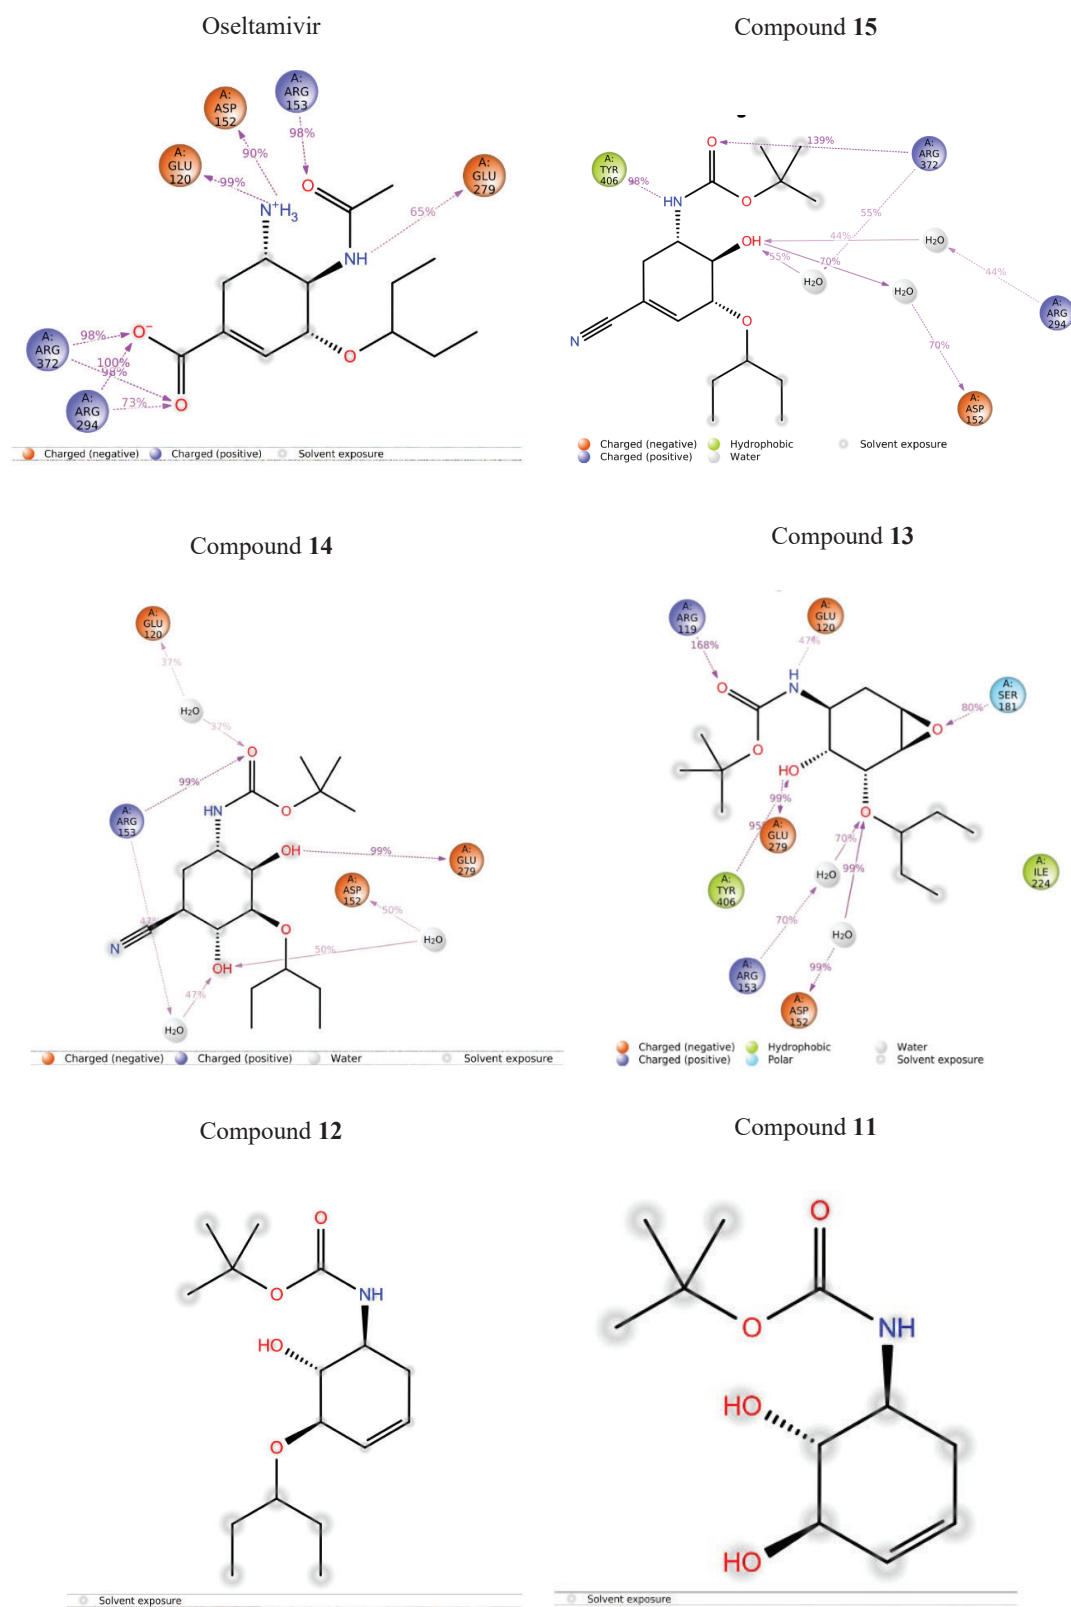 Oseltamivir
A:
ARG
153
A:
ASP
152
98%
90%
A:
GLU
120
99%
O
N⁺H₃
A:
GLU
279
65%
NH
A:
ARG
372
98%
O⁻
100%
98%
O
A:
ARG
294
73%
O
Charged (negative) Charged (positive) Solvent exposure
Compound 15
A:
TYR
406
98%
O
139%
A:
ARG
372
HN
O
55%
OH
44%
H₂O
55%
70%
H₂O
H₂O
44%
A:
ARG
294
O
N
70%
A:
ASP
152
Charged (negative) Hydrophobic Solvent exposure
Charged (positive) Water
Compound 14
A:
GLU
120
37%
H₂O
37%
O
99%
A:
ARG
153
HN
O
OH
99%
A:
GLU
279
A:
ASP
152
50%
H₂O
47%
N
O
50%
OH
47%
H₂O
Charged (negative) Charged (positive) Water Solvent exposure
Compound 13
A:
ARG
119
168%
A:
GLU
120
47%
H
N
O
O
A:
SER
181
80%
O
HO
99%
95%
A:
GLU
279
O
70%
99%
H₂O
A:
TYR
406
A:
ILE
224
70%
H₂O
A:
ARG
153
99%
A:
ASP
152
Charged (negative) Hydrophobic Water
Charged (positive) Polar Solvent exposure
Compound 12
O
O
NH
HO
O
Solvent exposure
Compound 11
O
O
NH
HO
HO
Solvent exposure